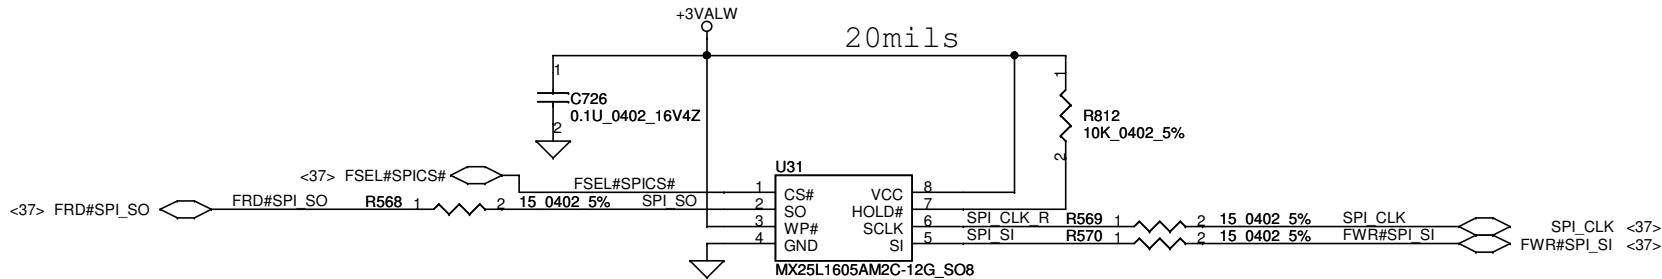 +3VALW
20mils
1
C726
0.1U_0402_16V4Z
2
1
R812
10K_0402_5%
2
U31
<37> FSEL#SPICS#
FSEL#SPICS# 1 CS# VCC 8
<37> FRD#SPI_SO FRD#SPI_SO R568 1 2 15_0402_5% SPI_SO 2 SO HOLD# 7
3 WP# SCLK 6 SPI_CLK_R R569 1 2 15_0402_5% SPI_CLK SPI_CLK <37>
4 GND SI 5 SPI_SI R570 1 2 15_0402_5% FWR#SPI_SI FWR#SPI_SI <37>
MX25L1605AM2C-12G_SO8